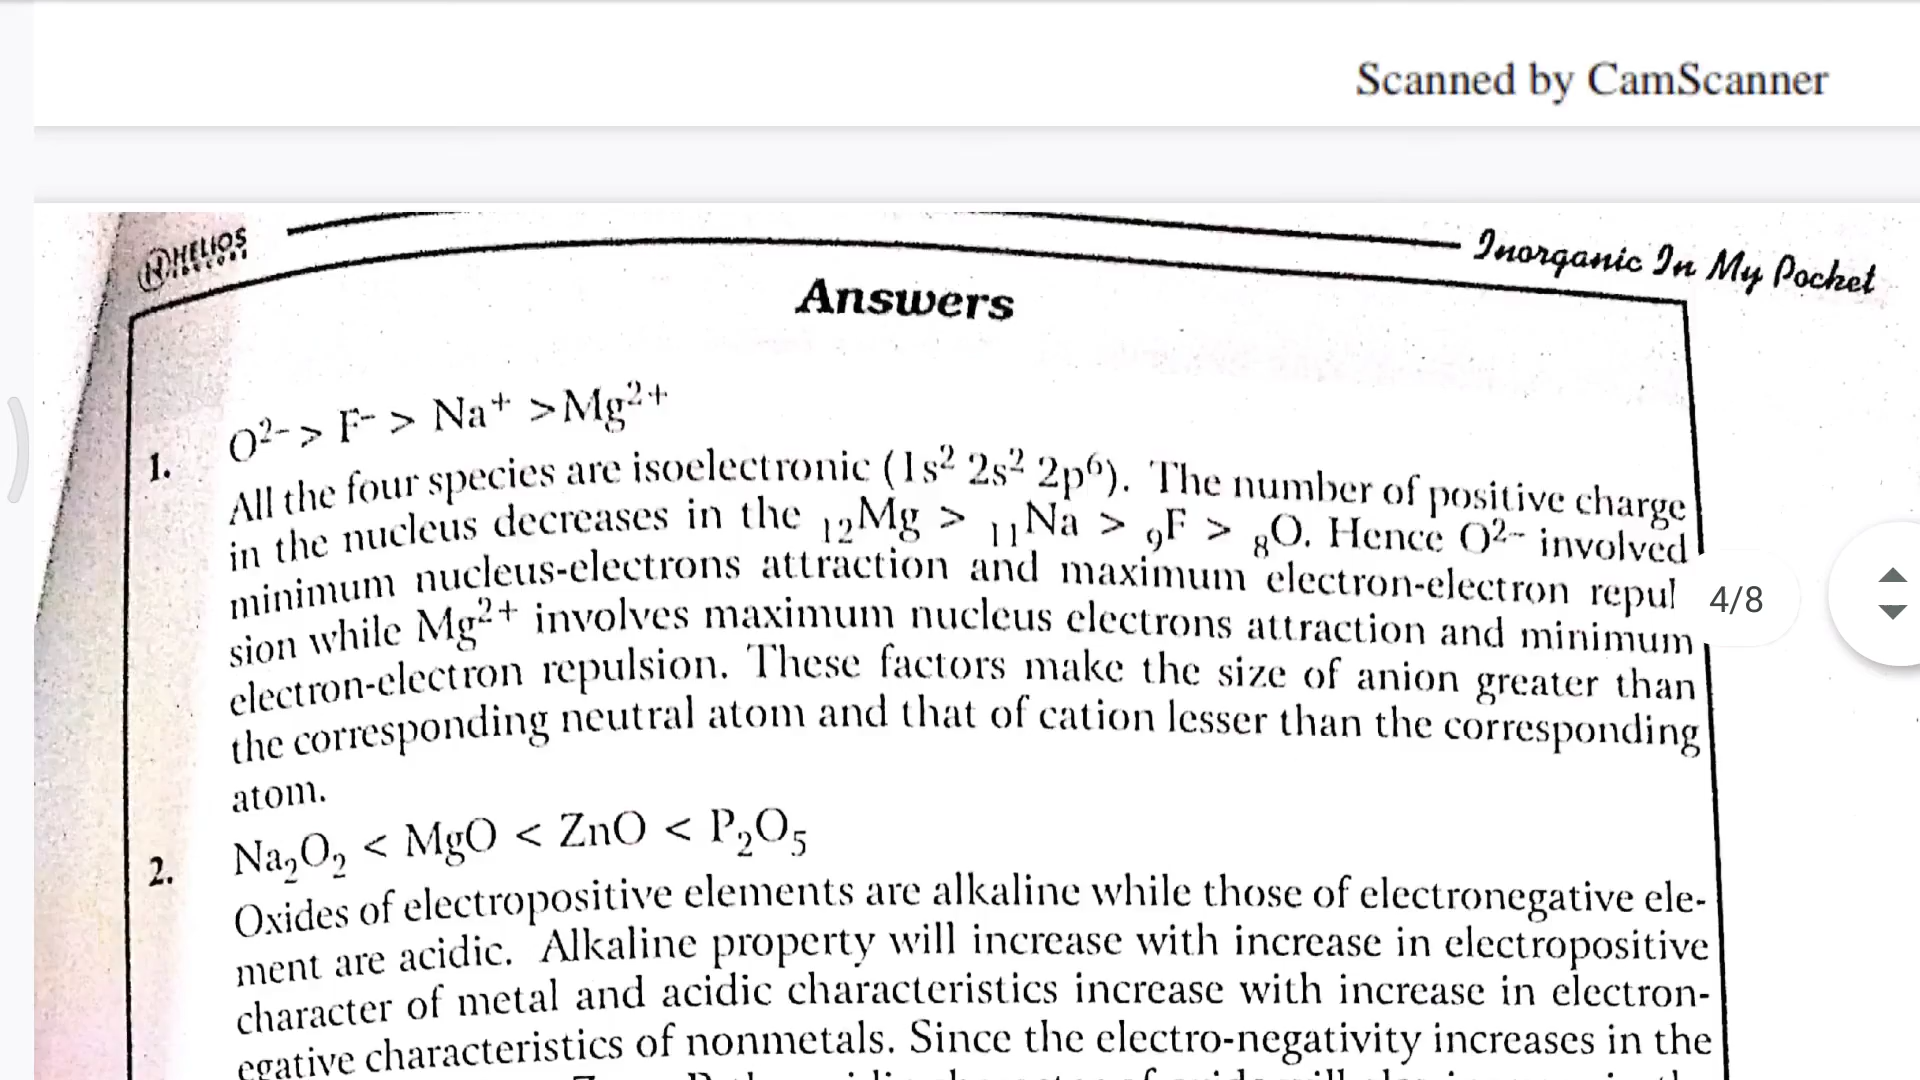 Scanned by CamScanner
HELIOS
Inorganic In My Pocket
Answers
1. O²⁻ > F⁻ > Na⁺ > Mg²⁺
All the four species are isoelectronic (1s² 2s² 2p⁶). The number of positive charge
in the nucleus decreases in the ₁₂Mg > ₁₁Na > ₉F > ₈O. Hence O²⁻ involved
minimum nucleus-electrons attraction and maximum electron-electron repul
sion while Mg²⁺ involves maximum nucleus electrons attraction and minimum
electron-electron repulsion. These factors make the size of anion greater than
the corresponding neutral atom and that of cation lesser than the corresponding
atom.
4/8
2. Na₂O₂ < MgO < ZnO < P₂O₅
Oxides of electropositive elements are alkaline while those of electronegative ele-
ment are acidic. Alkaline property will increase with increase in electropositive
character of metal and acidic characteristics increase with increase in electron-
egative characteristics of nonmetals. Since the electro-negativity increases in the